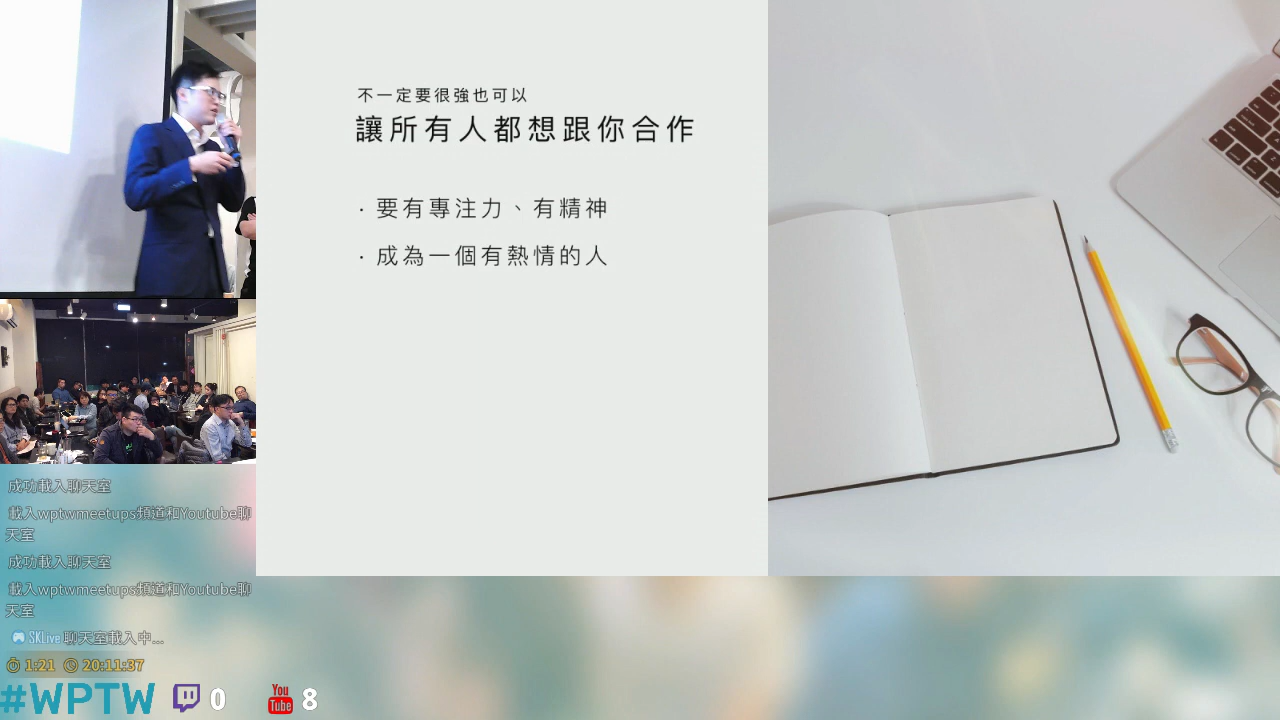 不一定要很強也可以
讓所有人都想跟你合作
· 要有專注力、有精神
· 成為一個有熱情的人
成功載入聊天室
載入wptwmeetups頻道和Youtube聊
天室
成功載入聊天室
載入wptwmeetups頻道和Youtube聊
天室
SKLive 聊天室載入中...
1:21 20:11:37
#WPTW 0 You Tube 8